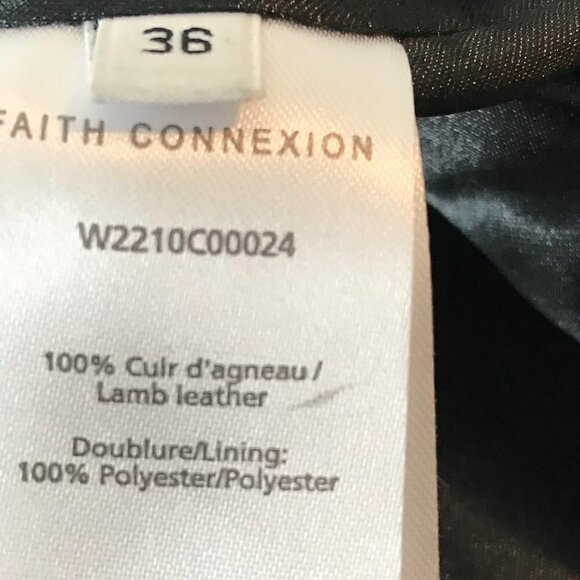 36
FAITH CONNEXION
W2210C00024
100% Cuir d'agneau /
Lamb leather
Doublure/Lining:
100% Polyester/Polyester